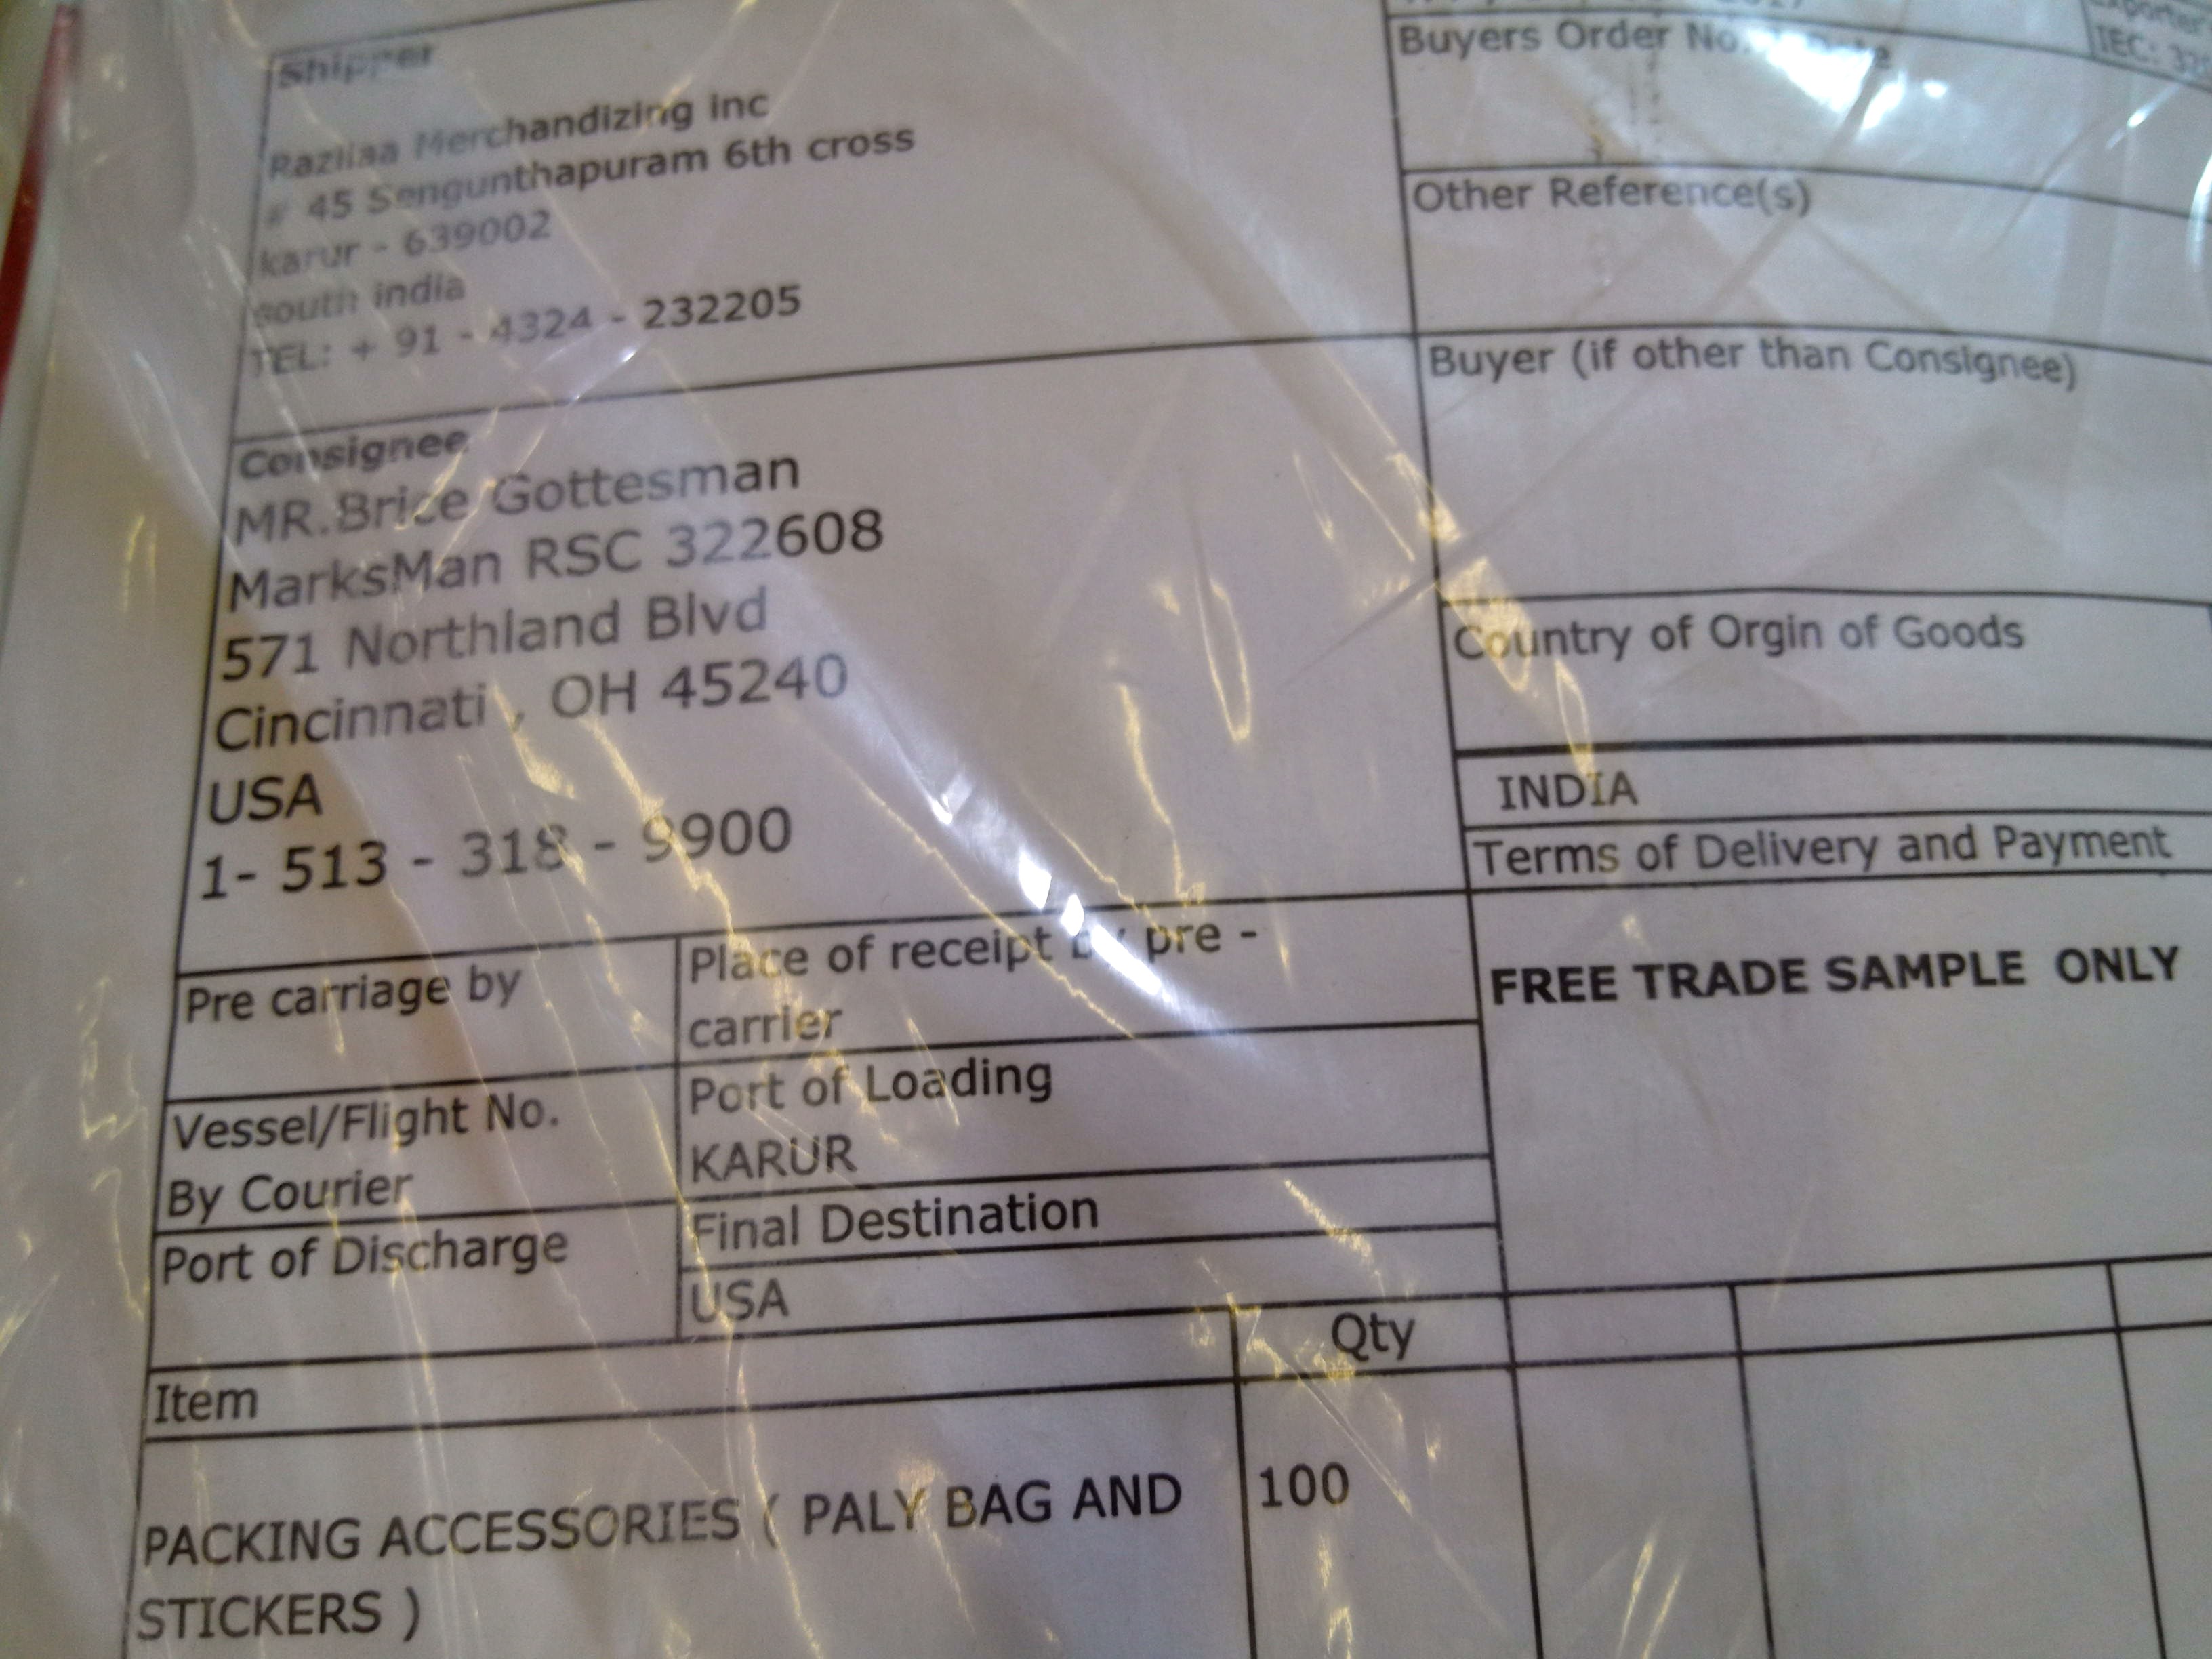 Shipper
Razliaa Merchandizing inc
# 45 Sengunthapuram 6th cross
karur - 639002
south india
TEL: + 91 - 4324 - 232205
Buyers Order No.
IEC:
Other Reference(s)
Buyer (if other than Consignee)
Consignee
MR.Brice Gottesman
MarksMan RSC 322608
571 Northland Blvd
Cincinnati , OH 45240
USA
1- 513 - 318 - 9900
Country of Orgin of Goods
INDIA
Terms of Delivery and Payment
FREE TRADE SAMPLE ONLY
Pre carriage by
Place of receipt by pre -
carrier
Vessel/Flight No.
By Courier
Port of Loading
KARUR
Port of Discharge
Final Destination
USA
Item
Qty
PACKING ACCESSORIES ( PALY BAG AND
STICKERS )
100